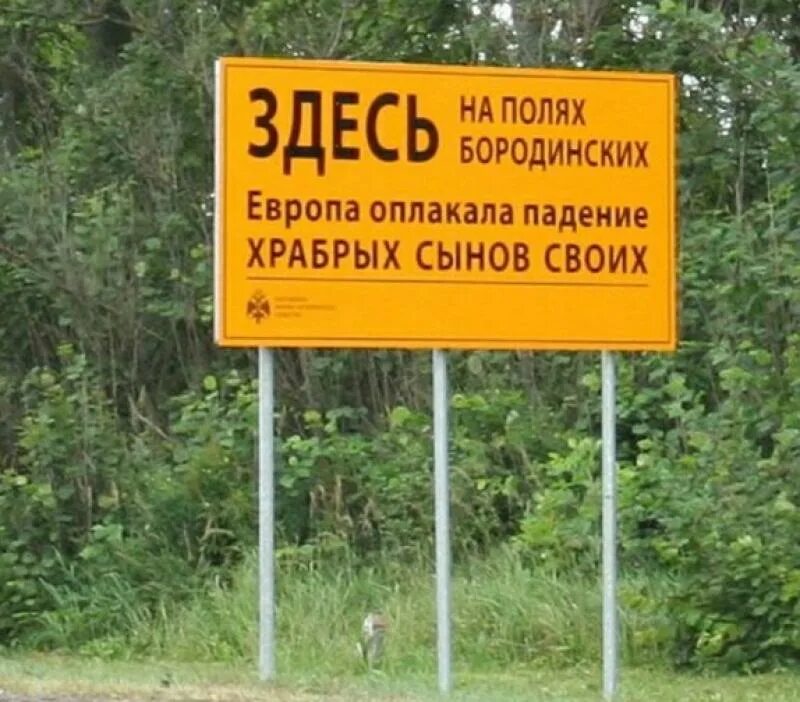 ЗДЕСЬ НА ПОЛЯХ
БОРОДИНСКИХ
Европа оплакала падение
ХРАБРЫХ СЫНОВ СВОИХ